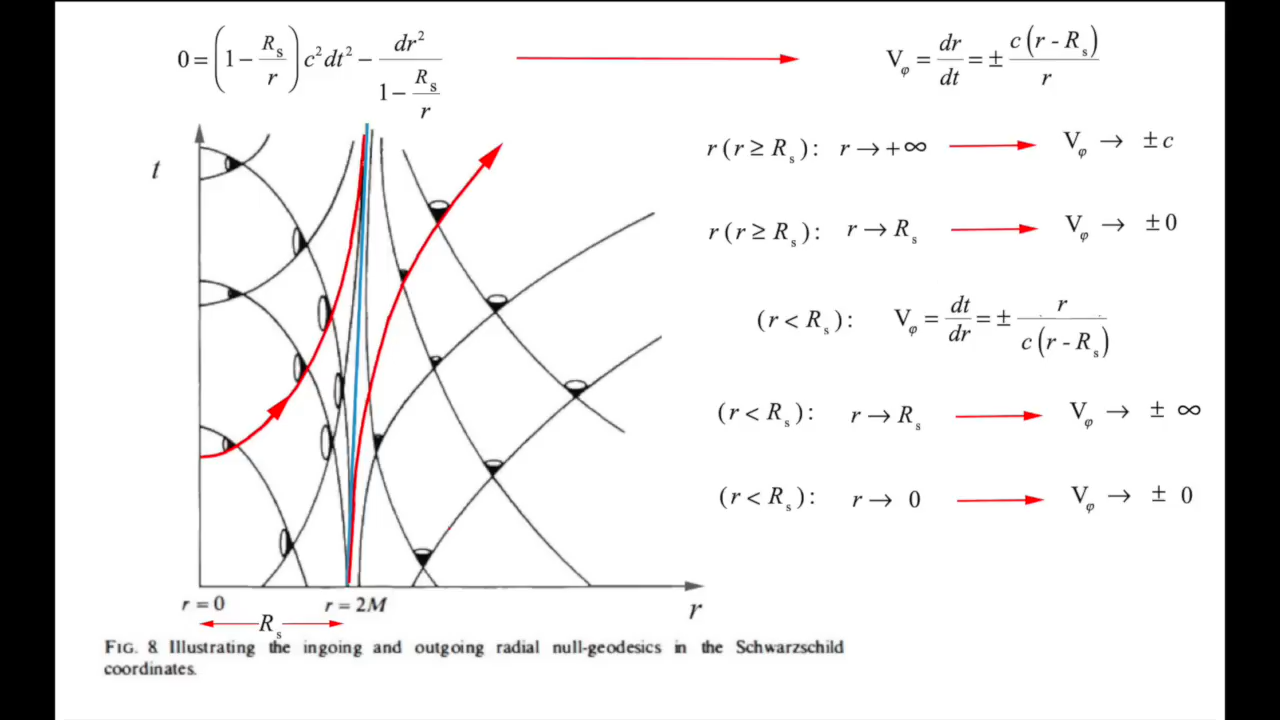 0 = (1 − R_s/r) c² dt² − dr²/(1 − R_s/r)
V_φ = dr/dt = ± c(r - R_s)/r
t
r (r ≥ R_s) : r → + ∞ V_φ → ± c
r (r ≥ R_s) : r → R_s V_φ → ± 0
(r < R_s) : V_φ = dt/dr = ± r/(c(r - R_s))
(r < R_s) : r → R_s V_φ → ± ∞
(r < R_s) : r → 0 V_φ → ± 0
r = 0 r = 2M r
R_s
FIG. 8. Illustrating the ingoing and outgoing radial null-geodesics in the Schwarzschild
coordinates.